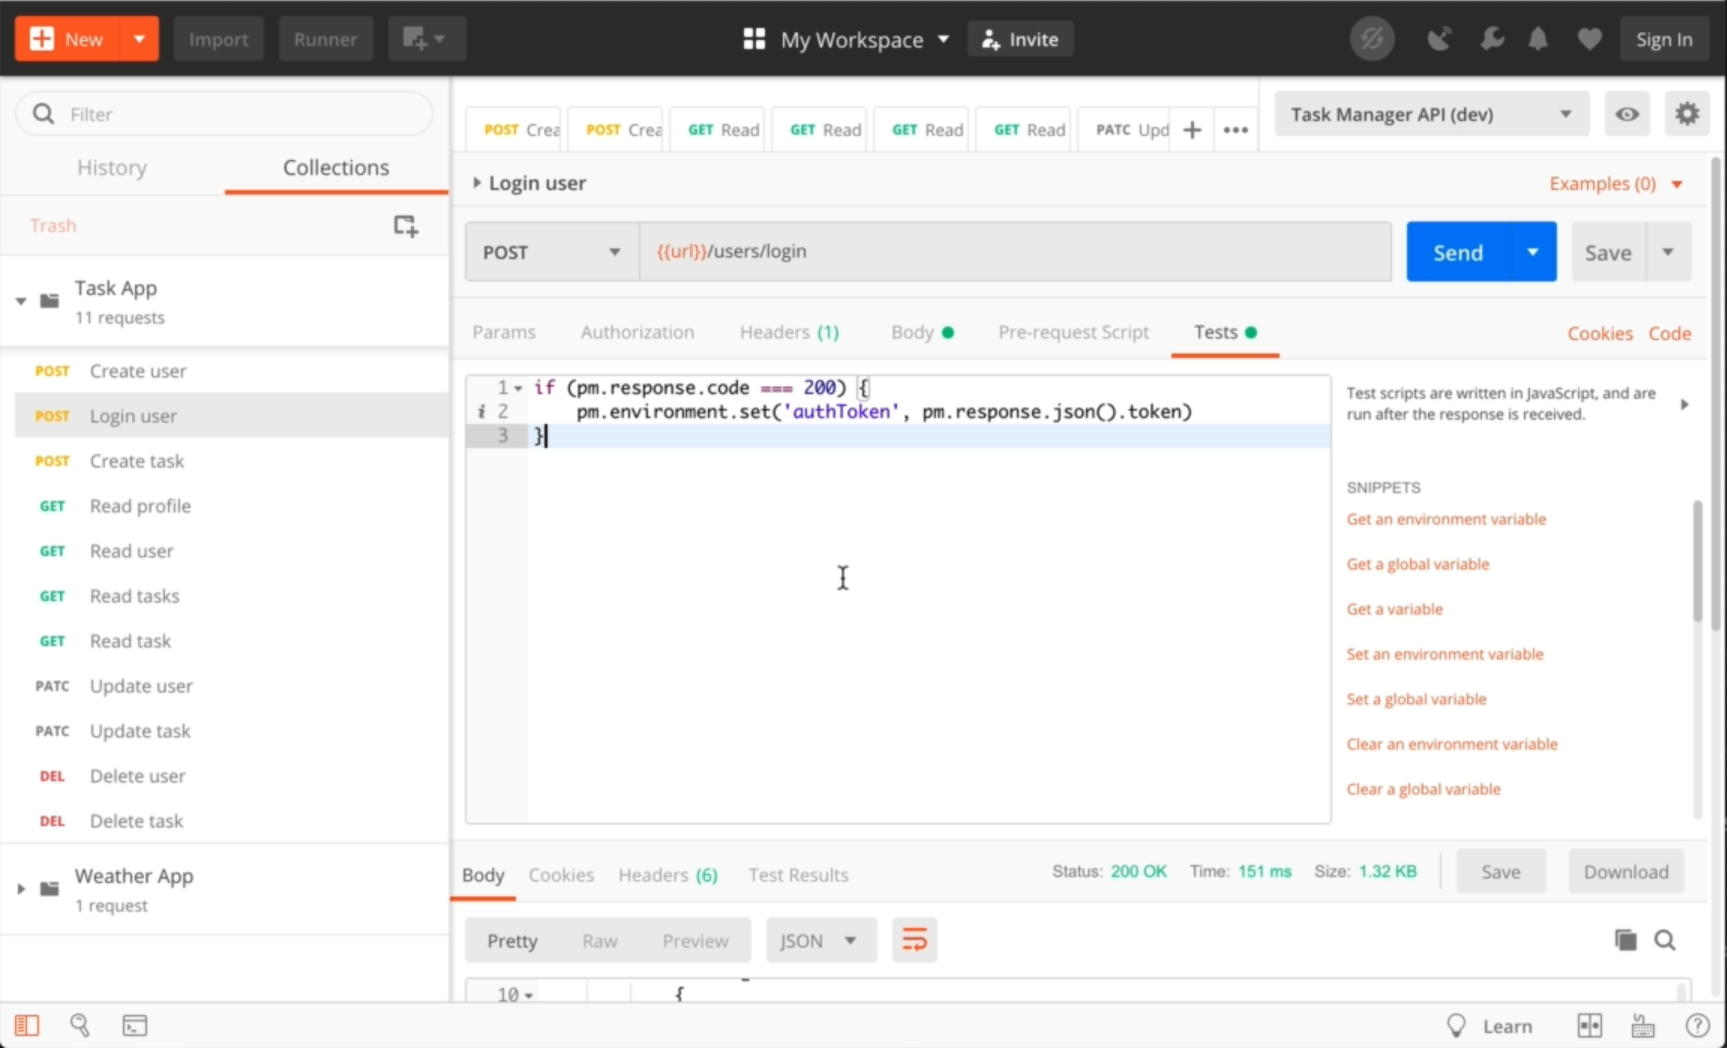 New Import Runner My Workspace Invite Sign In
Filter
History Collections
Trash
Task App
11 requests
POST Create user
POST Login user
POST Create task
GET Read profile
GET Read user
GET Read tasks
GET Read task
PATC Update user
PATC Update task
DEL Delete user
DEL Delete task
Weather App
1 request
POST Crea POST Crea GET Read GET Read GET Read GET Read PATC Upd + ••• Task Manager API (dev)
Login user Examples (0)
POST {{url}}/users/login Send Save
Params Authorization Headers (1) Body Pre-request Script Tests Cookies Code
1 if (pm.response.code === 200) {
i 2 pm.environment.set('authToken', pm.response.json().token)
3 }
Test scripts are written in JavaScript, and are
run after the response is received.
SNIPPETS
Get an environment variable
Get a global variable
Get a variable
Set an environment variable
Set a global variable
Clear an environment variable
Clear a global variable
Body Cookies Headers (6) Test Results Status: 200 OK Time: 151 ms Size: 1.32 KB Save Download
Pretty Raw Preview JSON
10 {
Learn